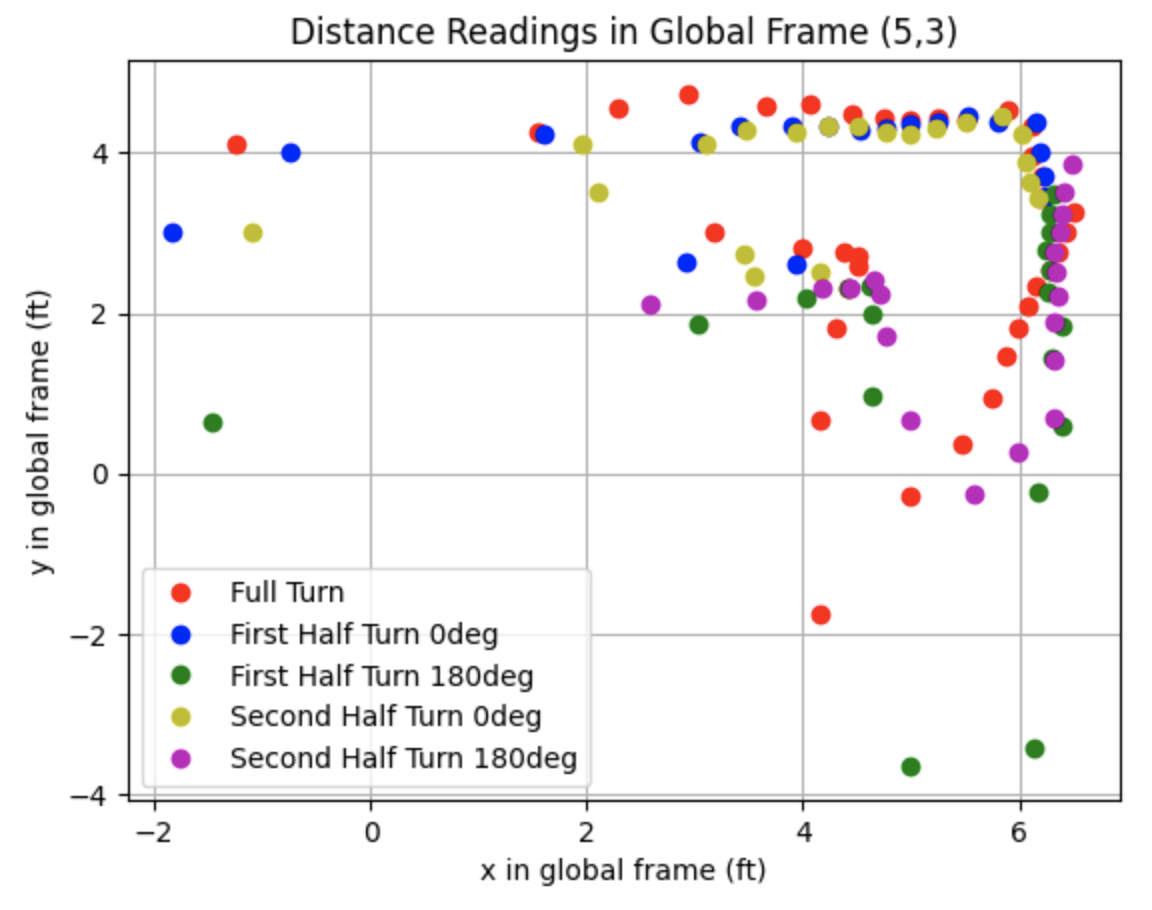 Distance Readings in Global Frame (5,3)
y in global frame (ft)
4
2
0
−2
−4
Full Turn
First Half Turn 0deg
First Half Turn 180deg
Second Half Turn 0deg
Second Half Turn 180deg
−2 0 2 4 6
x in global frame (ft)